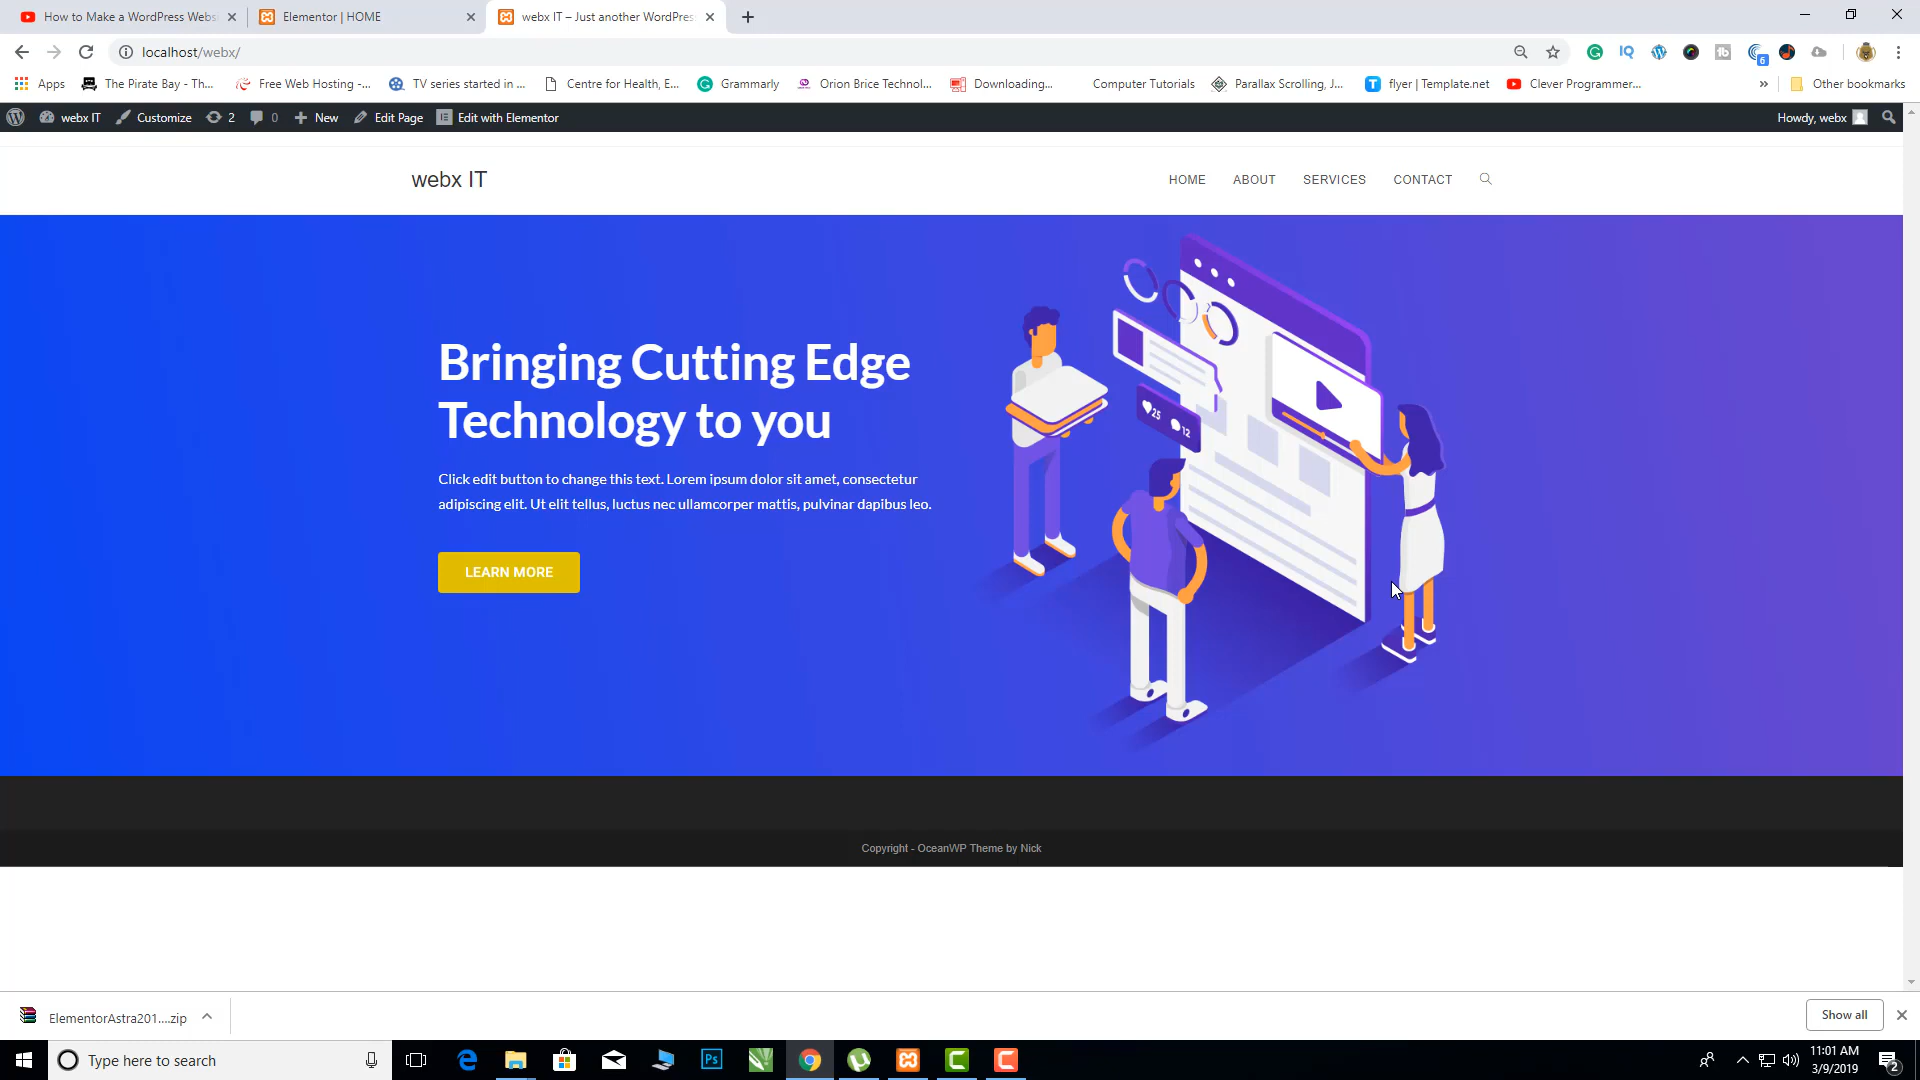 How to Make a WordPress Websi
Elementor | HOME
webx IT – Just another WordPres
localhost/webx/
6
Apps
The Pirate Bay - Th...
Free Web Hosting -...
TV series started in ...
Centre for Health, E...
Grammarly
Orion Brice Technol...
Downloading...
Computer Tutorials
Parallax Scrolling, J...
flyer | Template.net
Clever Programmer...
»
Other bookmarks
webx IT
Customize
2
0
New
Edit Page
Edit with Elementor
Howdy, webx
webx IT
HOME
ABOUT
SERVICES
CONTACT
Bringing Cutting Edge
Technology to you
25
12
Click edit button to change this text. Lorem ipsum dolor sit amet, consectetur
adipiscing elit. Ut elit tellus, luctus nec ullamcorper mattis, pulvinar dapibus leo.
LEARN MORE
Copyright - OceanWP Theme by Nick
ElementorAstra201....zip
Show all
Type here to search
Ps
11:01 AM
3/9/2019
2